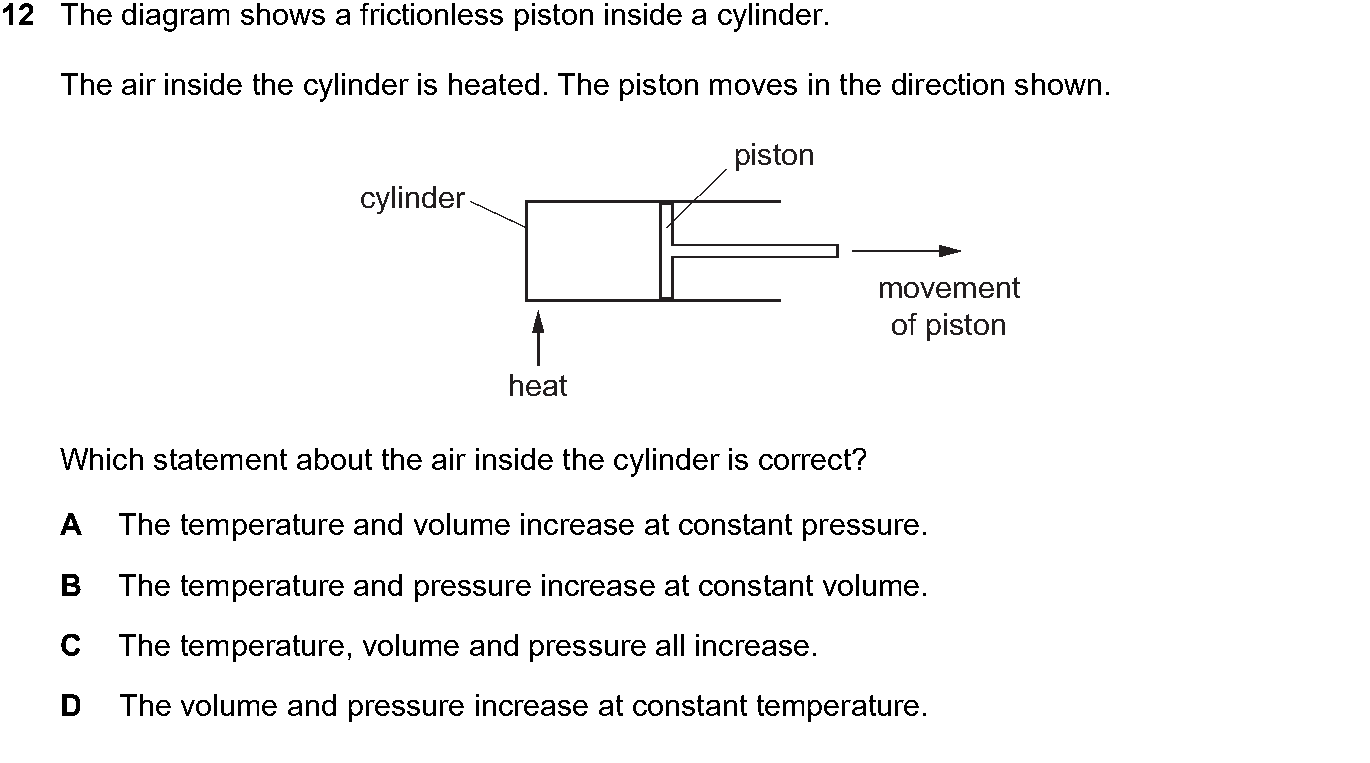 12 The diagram shows a frictionless piston inside a cylinder.
The air inside the cylinder is heated. The piston moves in the direction shown.
piston
cylinder
movement
of piston
heat
Which statement about the air inside the cylinder is correct?
A The temperature and volume increase at constant pressure.
B The temperature and pressure increase at constant volume.
C The temperature, volume and pressure all increase.
D The volume and pressure increase at constant temperature.